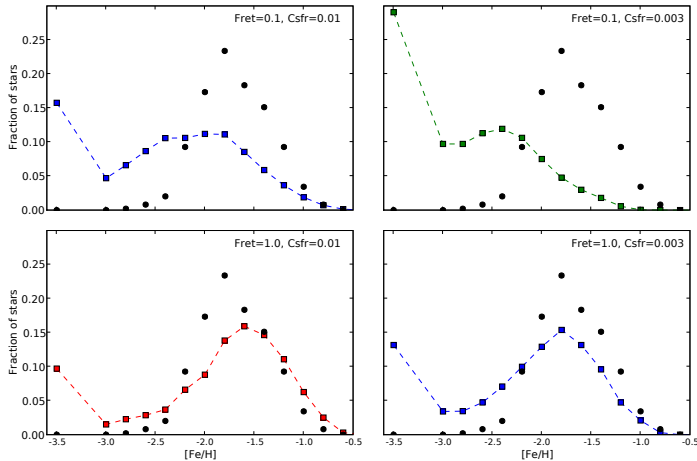 Fret=0.1, Csfr=0.01
Fret=0.1, Csfr=0.003
Fraction of stars
0.25
0.20
0.15
0.10
0.05
0.00
Fret=1.0, Csfr=0.01
Fret=1.0, Csfr=0.003
Fraction of stars
0.25
0.20
0.15
0.10
0.05
0.00
-3.5 -3.0 -2.5 -2.0 -1.5 -1.0 -0.5
-3.5 -3.0 -2.5 -2.0 -1.5 -1.0 -0.5
[Fe/H]
[Fe/H]